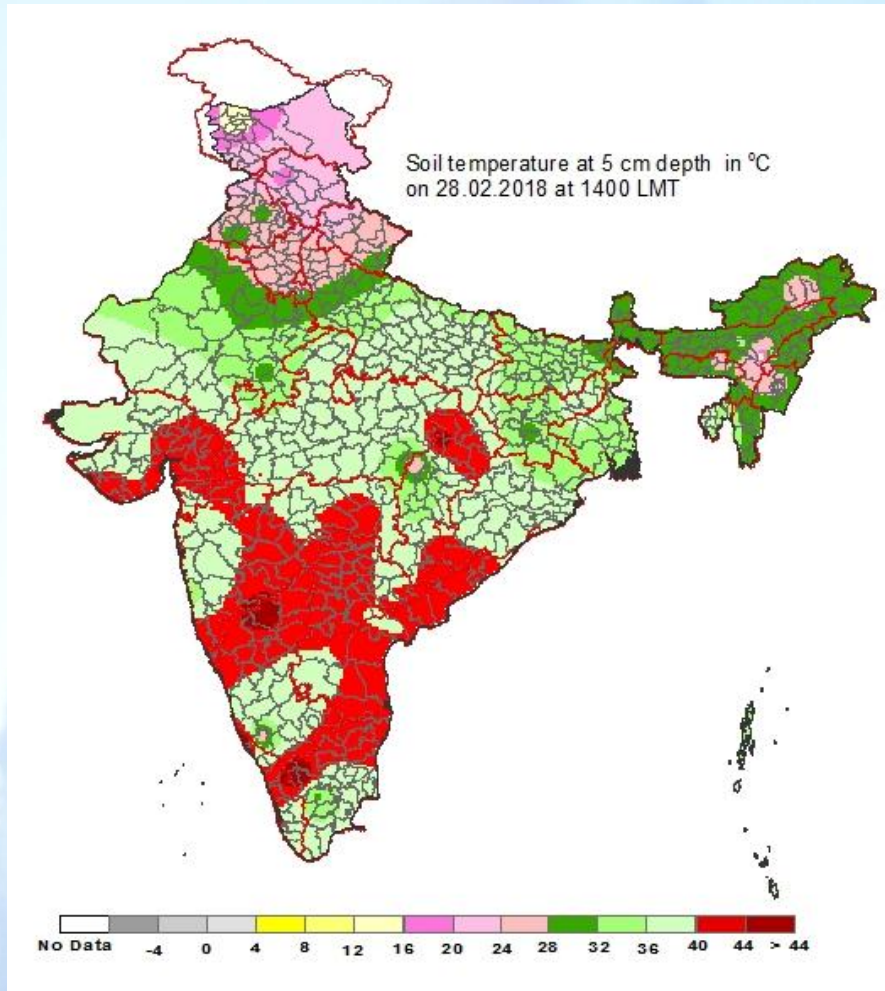 Soil temperature at 5 cm depth in °C
on 28.02.2018 at 1400 LMT
No Data -4 0 4 8 12 16 20 24 28 32 36 40 44 > 44